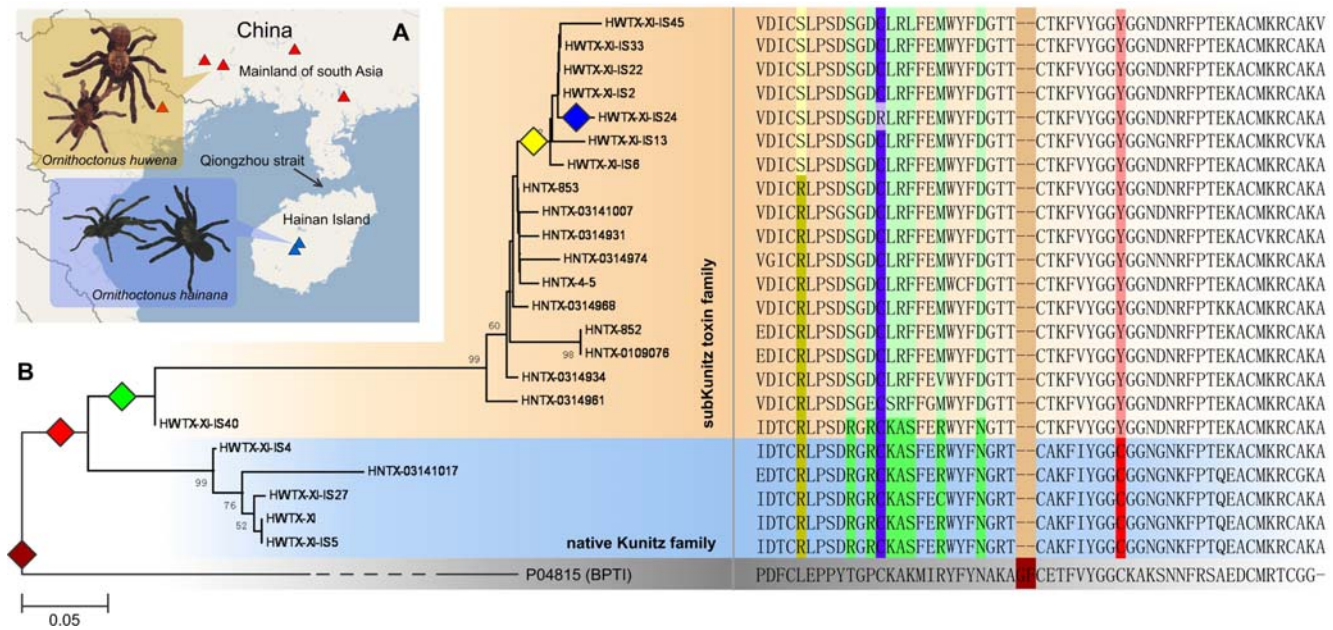 China
A
Mainland of south Asia
Ornithoctonus huwena
Qiongzhou strait
Hainan Island
Ornithoctonus hainana
B
HWTX-XI-IS45 VDICSLPSDSGDCLRLFEMWYFDGTT--CTKFVYGGYGGNDNRFPTEKACMKRCAKV
HWTX-XI-IS33 VDICSLPSDSGDCLRFFEMWYFDGTT--CTKFVYGGYGGNDNRFPTEKACMKRCAKA
HWTX-XI-IS22 VDICSLPSDSGDCLRFFEMWYFDGTT--CTKFVYGGYGGNDNRFPTEKACMKRCAKA
HWTX-XI-IS2 VDICSLPSDSGDCLRFFEMWYFDGTT--CTKFVYGGYGGNDNRFPTEKACMKRCAKA
HWTX-XI-IS24 VDICSLPSDSGDRLRFFEMWYFDGTT--CTKFVYGGYGGNDNRFPTEKACMKRCAKA
HWTX-XI-IS13 VDICSLPSDSGDCLRFFEMWYFDGTT--CTKFVYGGYGGNDNRFPTEKACMKRCVKA
HWTX-XI-IS6 VDICSLPSDSGDCLRFFEMWYFDGTT--CTKFVYGGYGGNDNRFPTEKACMKRCAKA
HNTX-853 VDICRLPSDSGDCLRFFEMWYFDGTT--CTKFVYGGYGGNDNRFPTEKACMKRCAKA
HNTX-03141007 VDICRLPSGSGDCLRFFEMWYFDGTT--CTKFVYGGYGGNDNRFPTEKACMKRCAKA
HNTX-0314931 VDICRLPSDSGDCLRFFEMWYFDGTT--CTKFVYGGYGGNDNRFPTEKACVKRCAKA
HNTX-0314974 VGICRLPSDSGDCLRFFEMWYFDGTT--CTKFVYGGYGGNDNRFPTEKACMKRCAKA
HNTX-4-5 VDICRLPSDSGDCLRFFEMWCFDGTT--CTKFVYGGYGGNDNRFPTEKACMKRCAKA
HNTX-0314968 VDICRLPSDSGDCLRFFEMWYFDGTT--CTKFVYGGYGGNDNRFPTKKACMKRCAKA
HNTX-852 EDICRLPSDSGDCLRFFEMWYFDGTT--CTKFVYGGYGGNDNRFPTEKACMKRCAKA
HNTX-0109076 EDICRLPSDSGDCLRFFEMWYFDGTT--CTKFVYGGYGGNDNRFPTEKACMKRCAKA
HNTX-0314934 VDICRLPSDSGDCLRFFEVWYFDGTT--CTKFVYGGYGGNDNRFPTEKACMKRCAKA
HNTX-0314961 VDICRLPSDSGECSRFFGMWYFDGTT--CTKFVYGGYGGNDNRFPTEKACMKRCAKA
HWTX-XI-IS40 IDTCRLPSDRGRCKASFERWYFNGTT--CTKFVYGGYGGNDNRFPTEKACMKRCAKA
HWTX-XI-IS4 IDTCRLPSDRGRCKASFERWYFNGRT--CAKFIYGGCGGNGNKFPTQEACMKRCAKA
HNTX-03141017 EDTCRLPSDRGRCKASFERWYFNGRT--CAKFIYGGCGGNGNKFPTQEACMKRCGKA
HWTX-XI-IS27 IDTCRLPSDRGRCKASFECWYFNGRT--CAKFIYGGCGGNGNKFPTQEACMKRCAKA
HWTX-XI IDTCRLPSDRGRCKASFERWYFNGRT--CAKFIYGGCGGNGNKFPTQEACMKRCAKA
HWTX-XI-IS5 IDTCRLPSDRGRCKASFERWYFNGRT--CAKFIYGGCGGNGNKFPTQEACMKRCAKA
P04815 (BPTI) PDFCLEPPYTGPCKAKMIRYFYNAKAGFCETFVYGGCKAKSNNFRSAEDCMRTCGG-
60
98
99
99
76
52
subKunitz toxin family
native Kunitz family
0.05